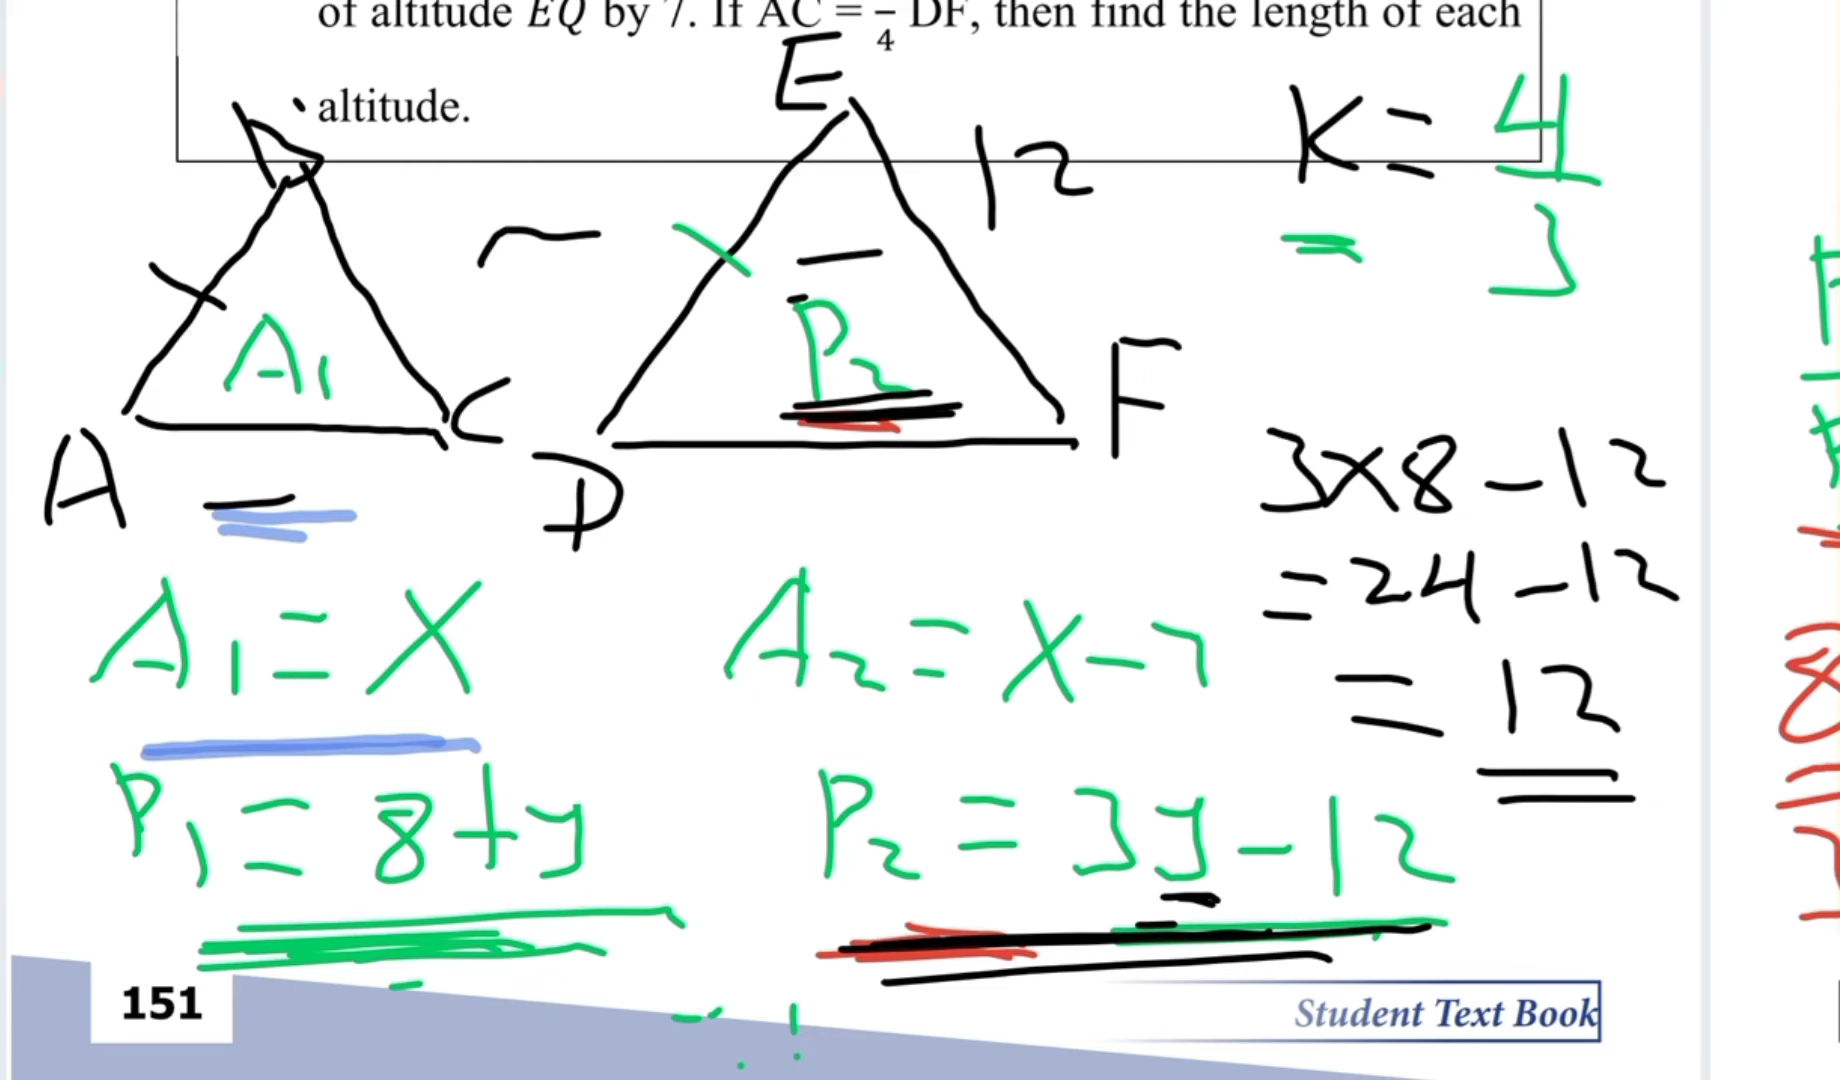 of altitude EQ by 7. If AC = – DF, then find the length of each
4
altitude.
E
12
K = 4
= 3
A1
P2
A
C
D
F
3x8-12
=24-12
=12
A1=X
A2=X-7
P1=8+y
P2=3y-12
151
Student Text Book